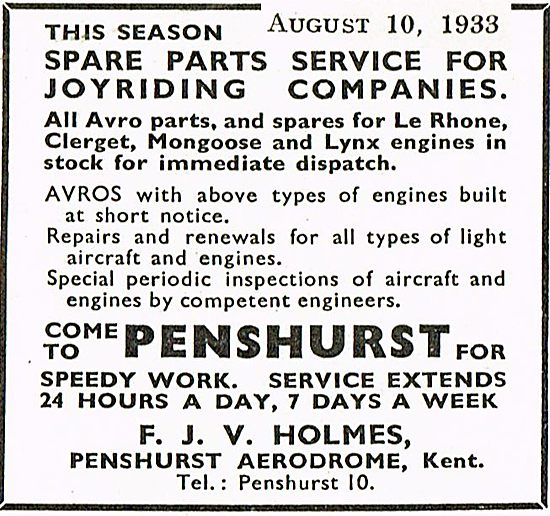 AUGUST 10, 1933
THIS SEASON
SPARE PARTS SERVICE FOR
JOYRIDING COMPANIES.
All Avro parts, and spares for Le Rhone,
Clerget, Mongoose and Lynx engines in
stock for immediate dispatch.
AVROS with above types of engines built
at short notice.
Repairs and renewals for all types of light
aircraft and engines.
Special periodic inspections of aircraft and
engines by competent engineers.
COME TO PENSHURST FOR
SPEEDY WORK. SERVICE EXTENDS
24 HOURS A DAY, 7 DAYS A WEEK
F. J. V. HOLMES,
PENSHURST AERODROME, Kent.
Tel.: Penshurst 10.